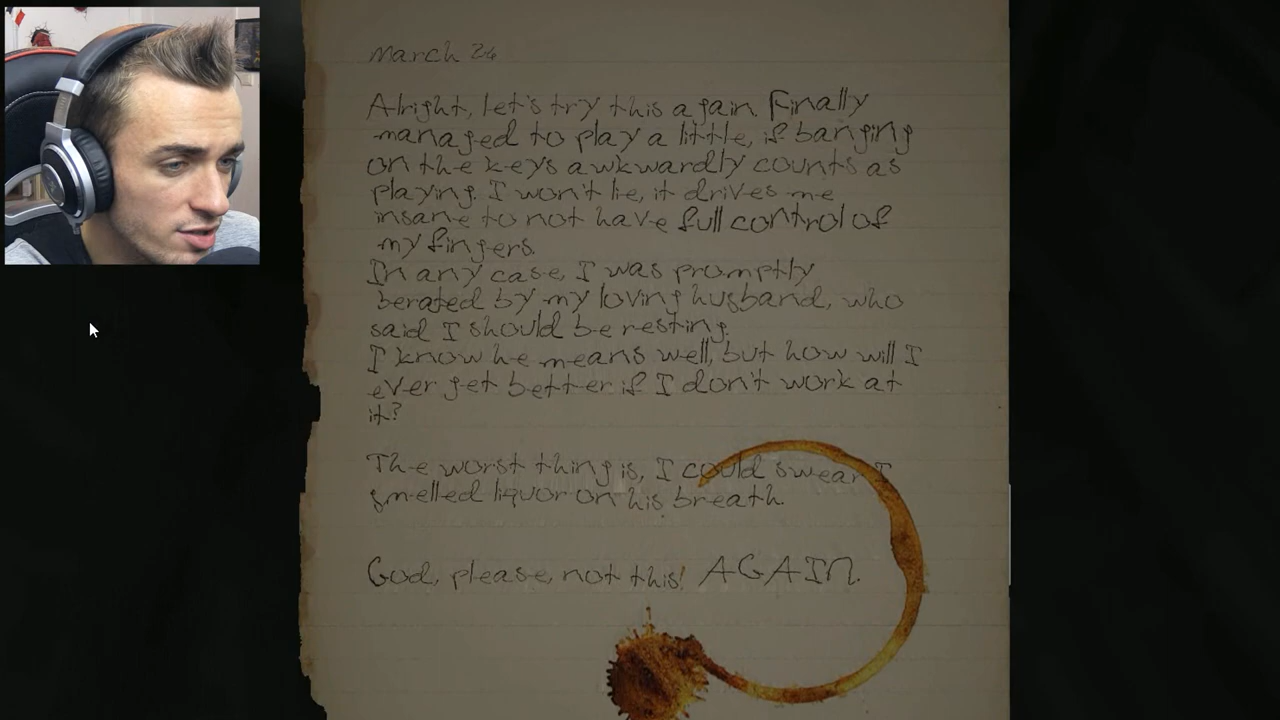 March 26
Alright, let's try this again. Finally
managed to play a little, if banging
on the keys awkwardly counts as
playing. I won't lie, it drives me
insane to not have full control of
my fingers.
In any case, I was promptly
berated by my loving husband, who
said I should be resting.
I know he means well, but how will I
ever get better if I don't work at
it?
The worst thing is, I could swear I
smelled liquor on his breath.
God, please, not this! AGAIN.